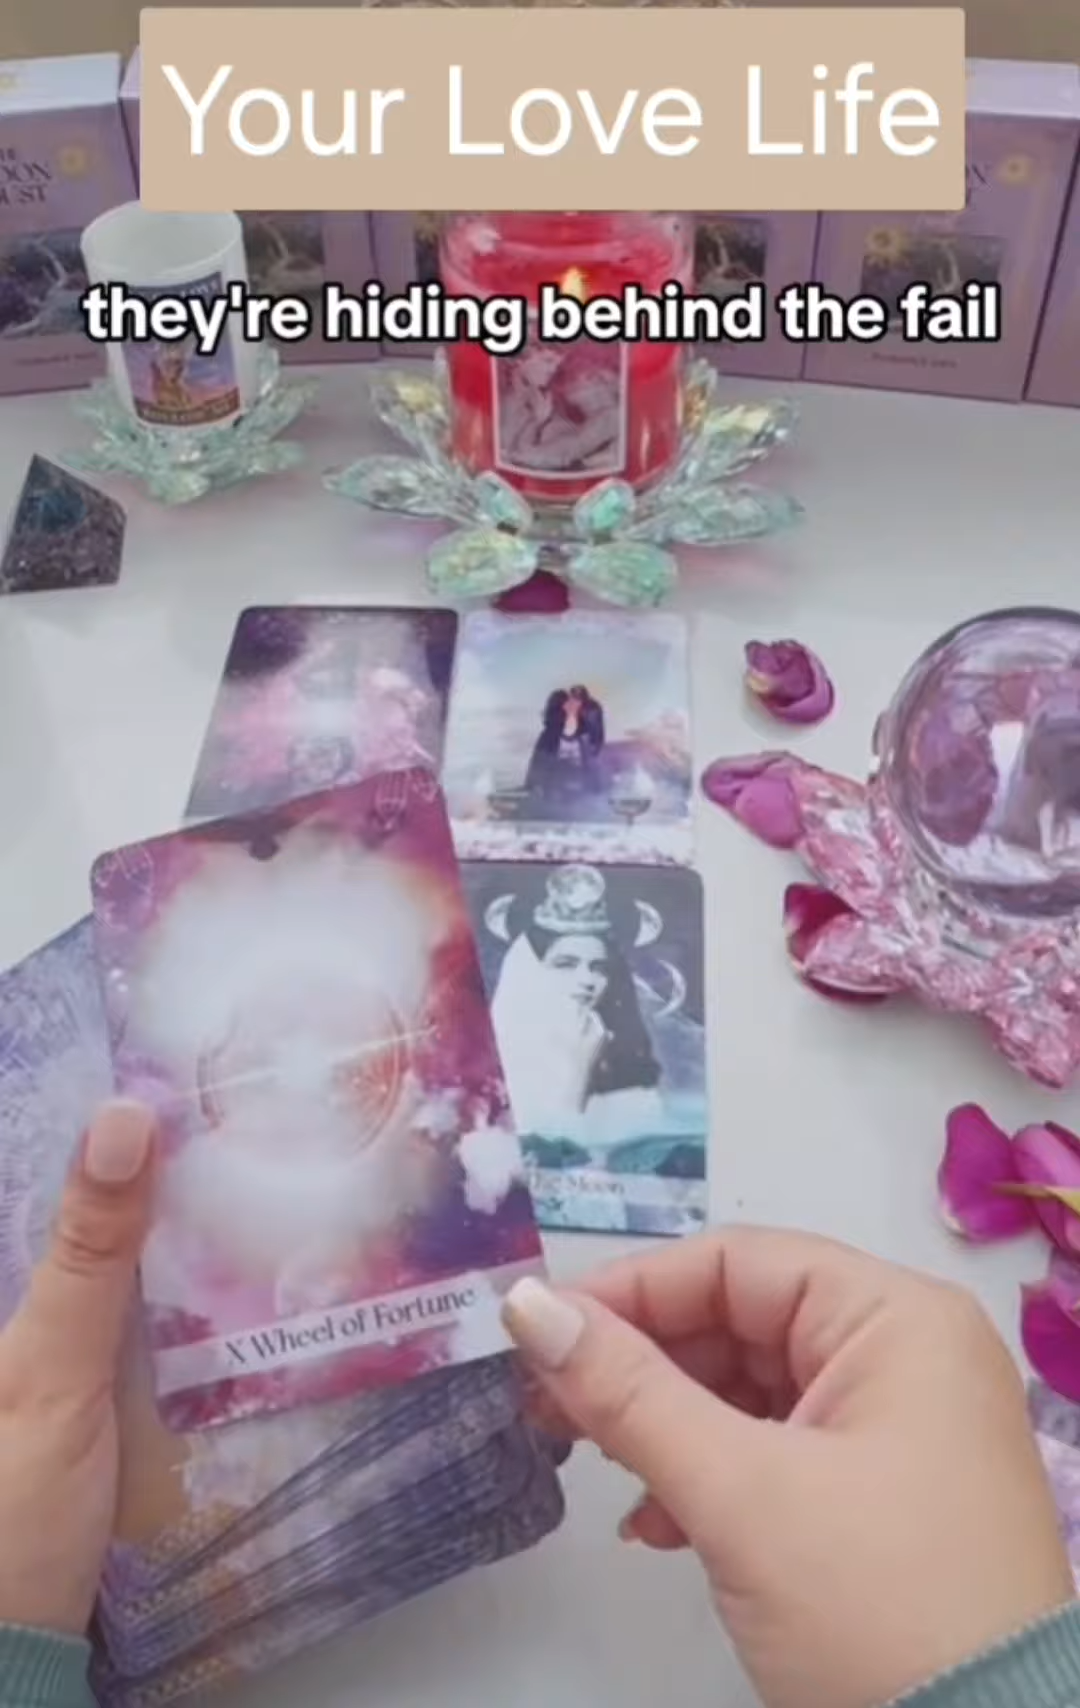 Your Love Life
they're hiding behind the fail
The Moon
X Wheel of Fortune